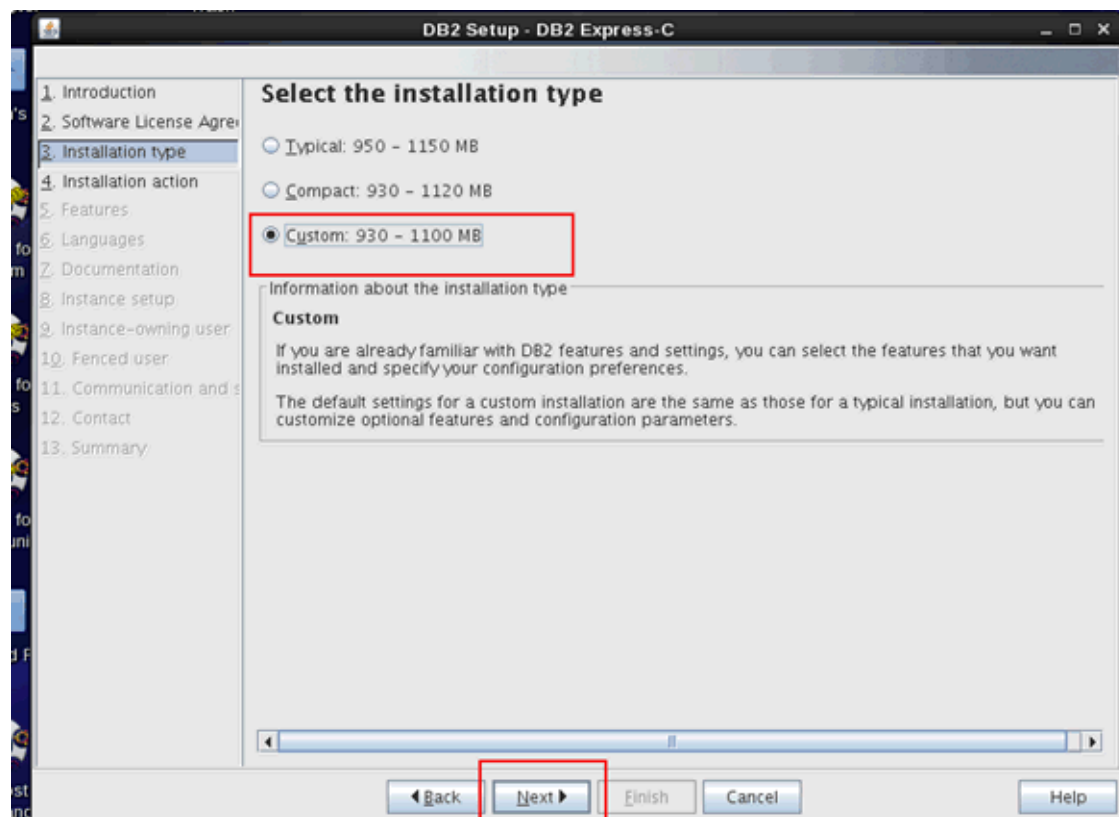 DB2 Setup - DB2 Express-C
1. Introduction
2. Software License Agre
3. Installation type
4. Installation action
5. Features
6. Languages
7. Documentation
8. Instance setup
9. Instance-owning user
10. Fenced user
11. Communication and s
12. Contact
13. Summary
Select the installation type
Typical: 950 - 1150 MB
Compact: 930 - 1120 MB
Custom: 930 - 1100 MB
Information about the installation type
Custom
If you are already familiar with DB2 features and settings, you can select the features that you want
installed and specify your configuration preferences.
The default settings for a custom installation are the same as those for a typical installation, but you can
customize optional features and configuration parameters.
Back
Next
Finish
Cancel
Help